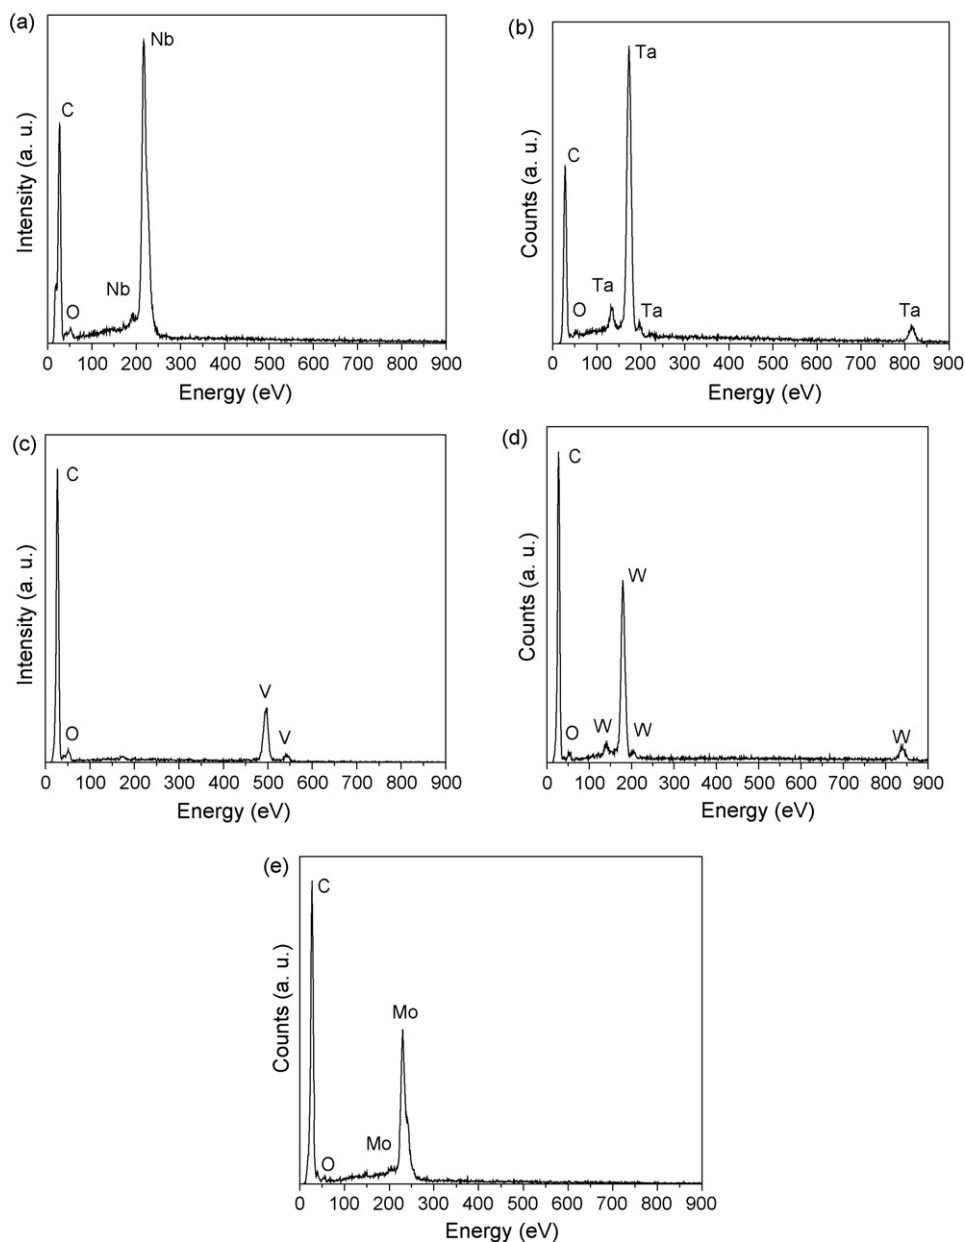 (a)
Nb
C
Nb
O
Intensity (a. u.)
0 100 200 300 400 500 600 700 800 900
Energy (eV)
(b)
Ta
C
Ta
O
Ta
Ta
Counts (a. u.)
0 100 200 300 400 500 600 700 800 900
Energy (eV)
(c)
C
V
O
V
Intensity (a. u.)
0 100 200 300 400 500 600 700 800 900
Energy (eV)
(d)
C
W
O
W
W
W
Counts (a. u.)
0 100 200 300 400 500 600 700 800 900
Energy (eV)
(e)
C
Mo
Mo
O
Counts (a. u.)
0 100 200 300 400 500 600 700 800 900
Energy (eV)